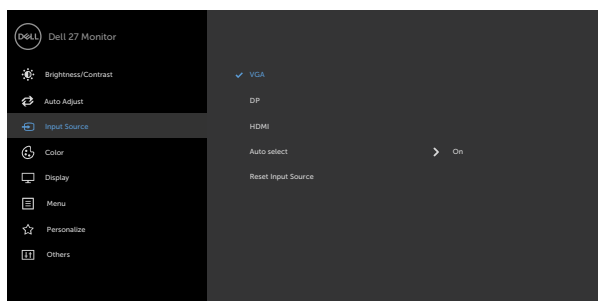 DELL Dell 27 Monitor
Brightness/Contrast
Auto Adjust
Input Source
Color
Display
Menu
Personalize
Others
VGA
DP
HDMI
Auto select On
Reset Input Source